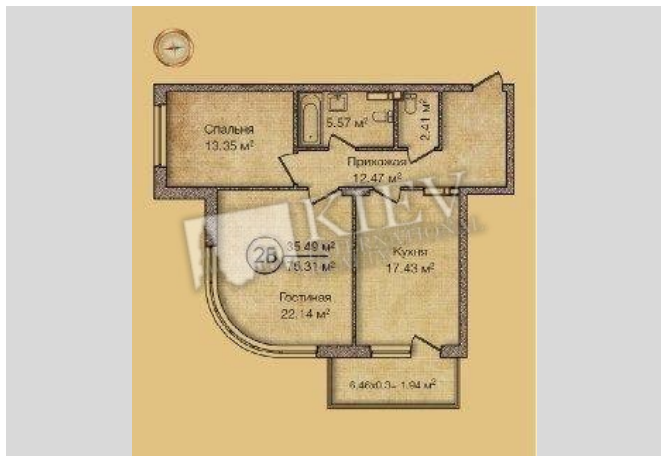 5.57 м²
2.41 м²
Спальня
13.35 м²
Прихожая
12.47 м²
KIEV
2Б
35.49 м²
75.31 м²
Кухня
17.43 м²
Гостиная
22.14 м²
6.46x0.3= 1.94 м²